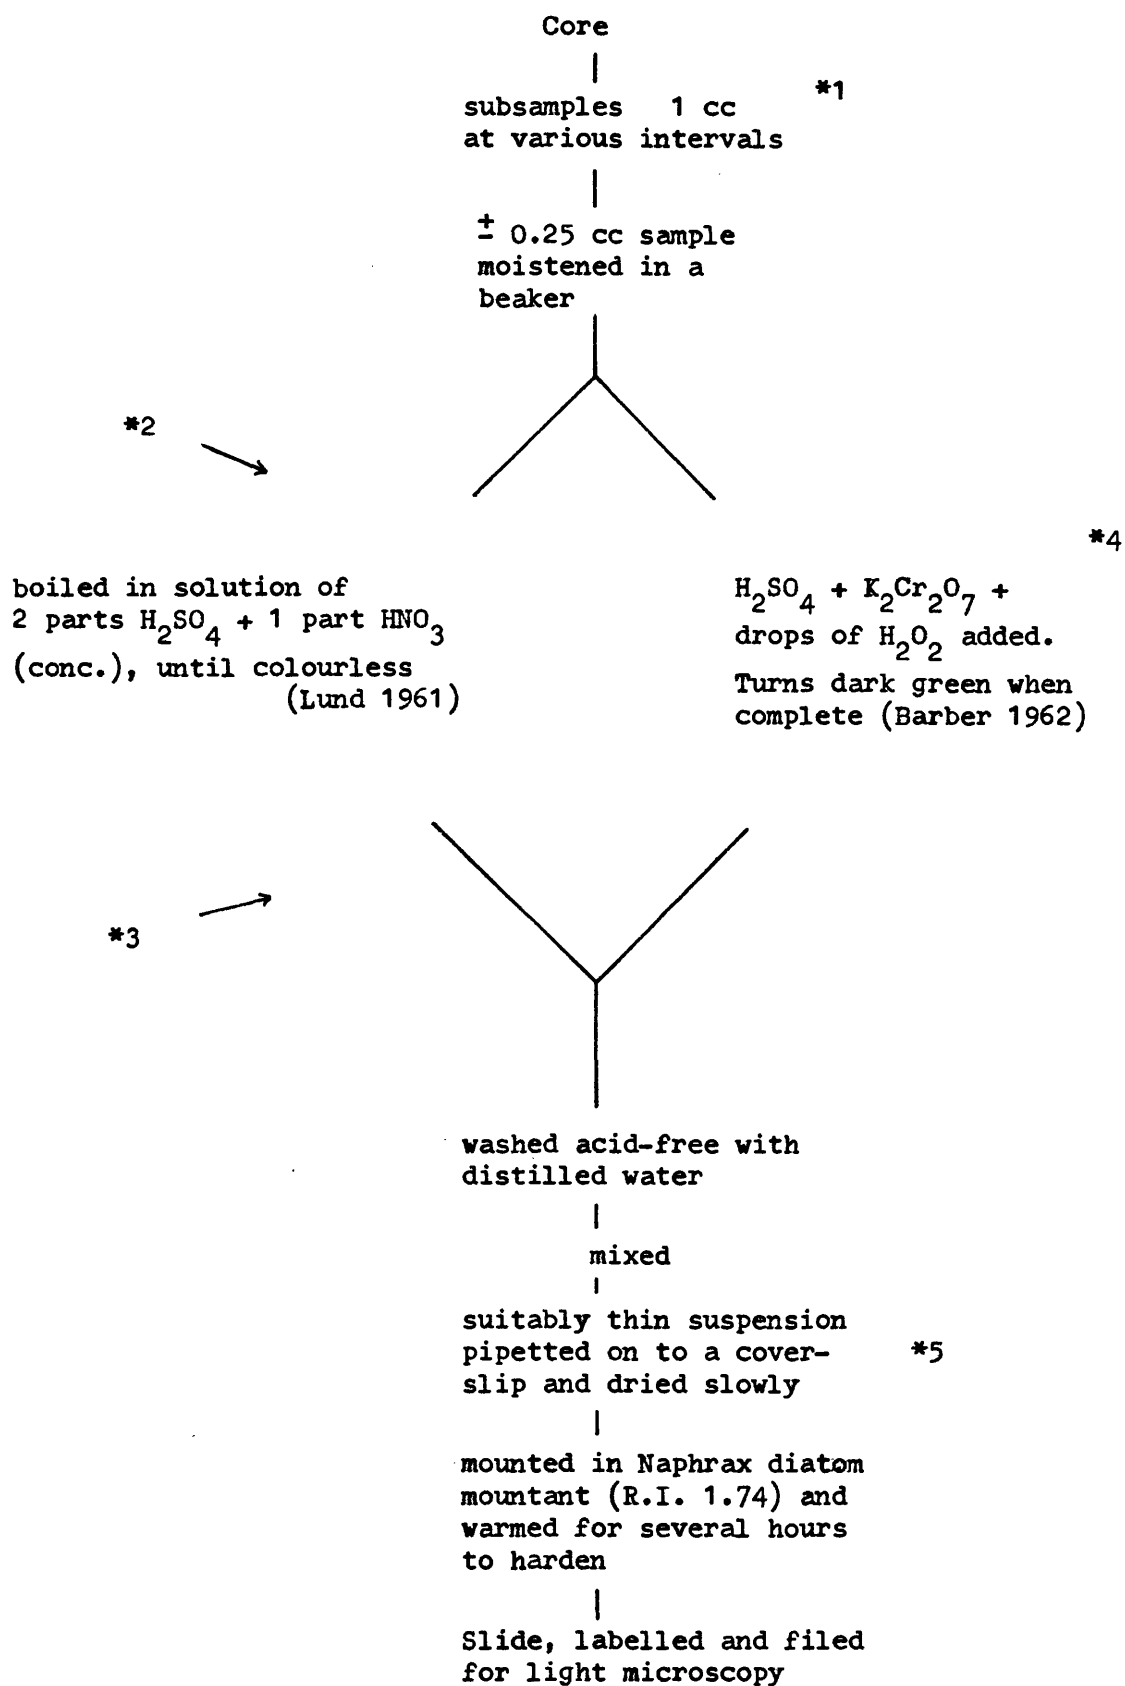 Core
*1
subsamples 1 cc
at various intervals
± 0.25 cc sample
moistened in a
beaker
*2
boiled in solution of
2 parts H₂SO₄ + 1 part HNO₃
(conc.), until colourless
(Lund 1961)
*4
H₂SO₄ + K₂Cr₂O₇ +
drops of H₂O₂ added.
Turns dark green when
complete (Barber 1962)
*3
washed acid-free with
distilled water
mixed
suitably thin suspension
pipetted on to a cover-
slip and dried slowly
*5
mounted in Naphrax diatom
mountant (R.I. 1.74) and
warmed for several hours
to harden
Slide, labelled and filed
for light microscopy